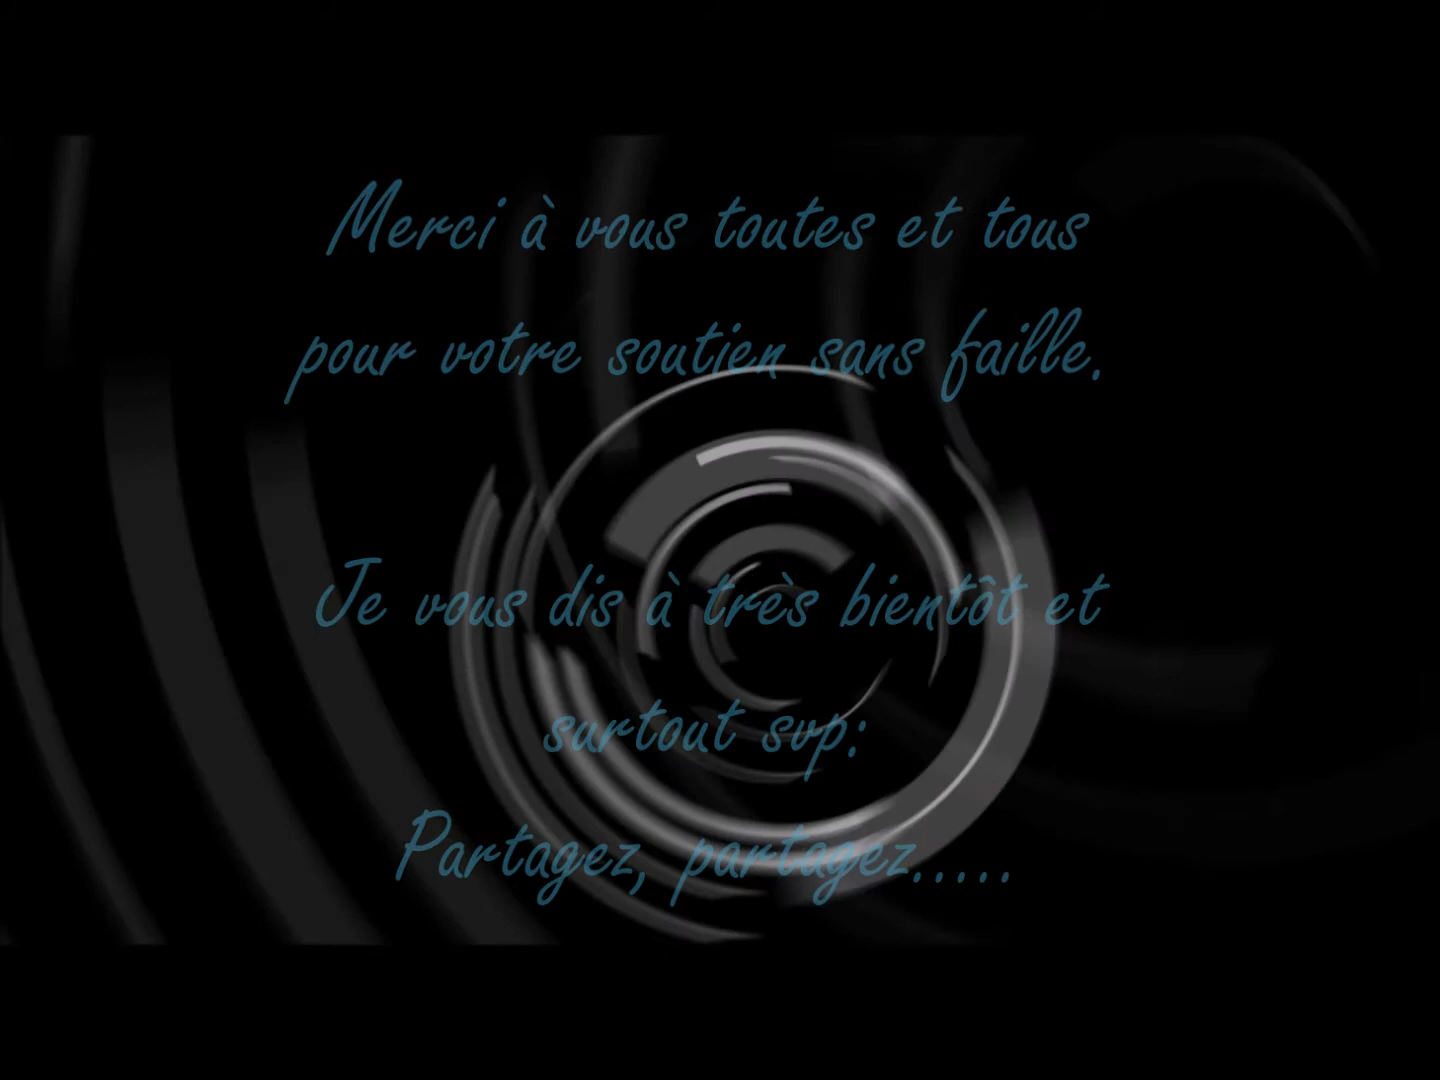 Merci à vous toutes et tous
pour votre soutien sans faille.
Je vous dis à très bientôt et
surtout svp:
Partagez, partagez.....